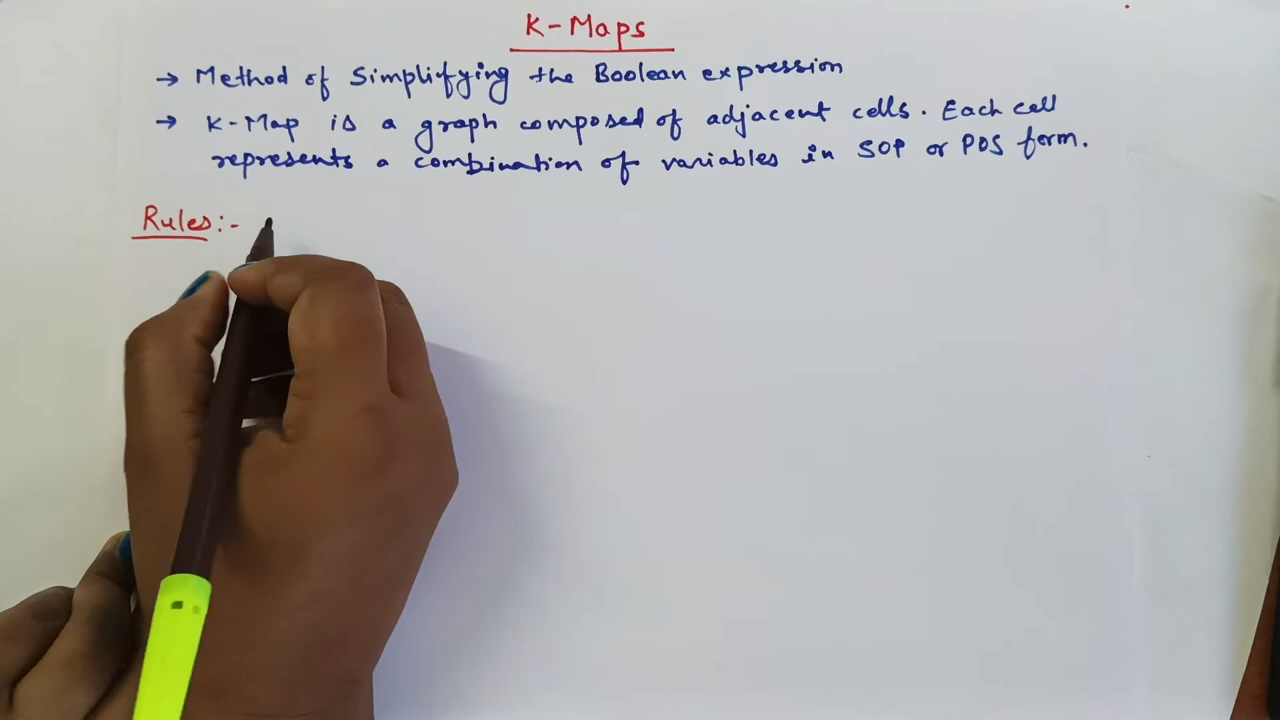 K-Maps
→ Method of Simplifying the Boolean expression
→ K-Map is a graph composed of adjacent cells. Each cell
represents a combination of variables in SOP or POS form.
Rules:-